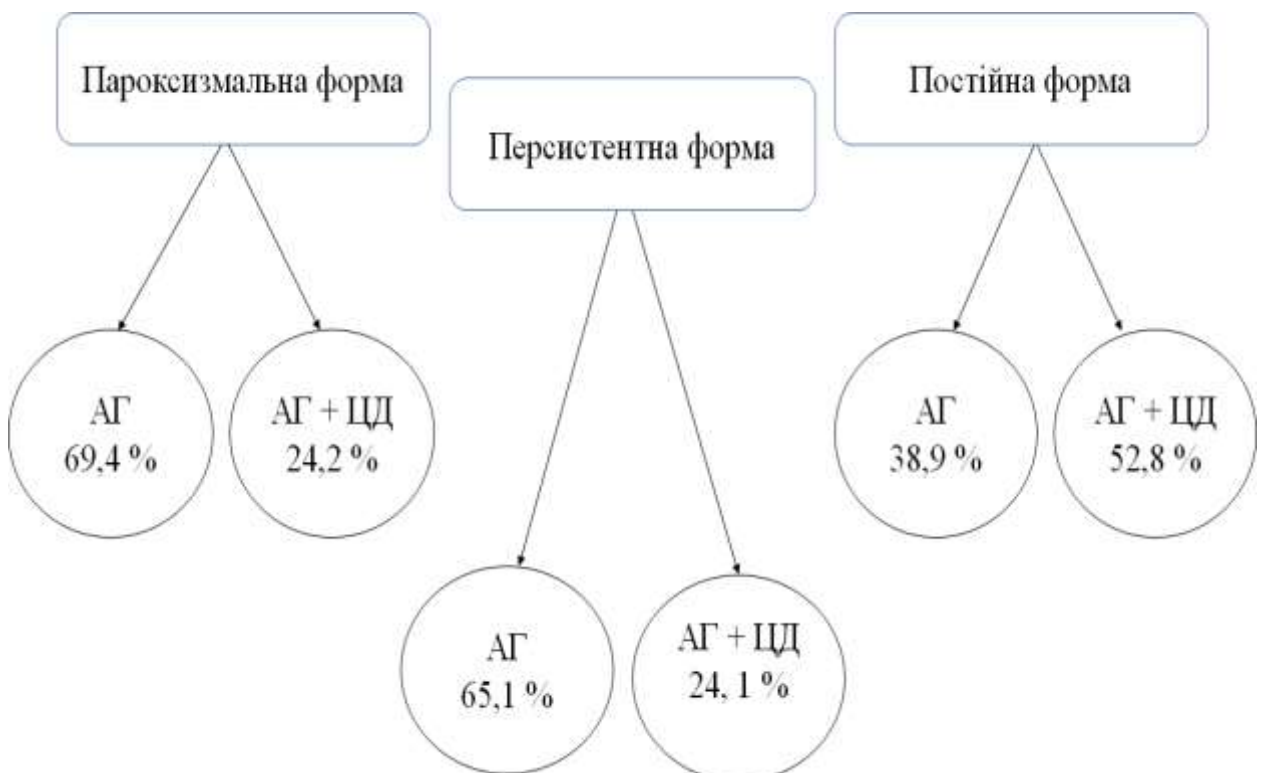 Пароксизмальна форма
Персистентна форма
Постійна форма
АГ
69,4 %
АГ + ЦД
24,2 %
АГ
65,1 %
АГ + ЦД
24, 1 %
АГ
38,9 %
АГ + ЦД
52,8 %